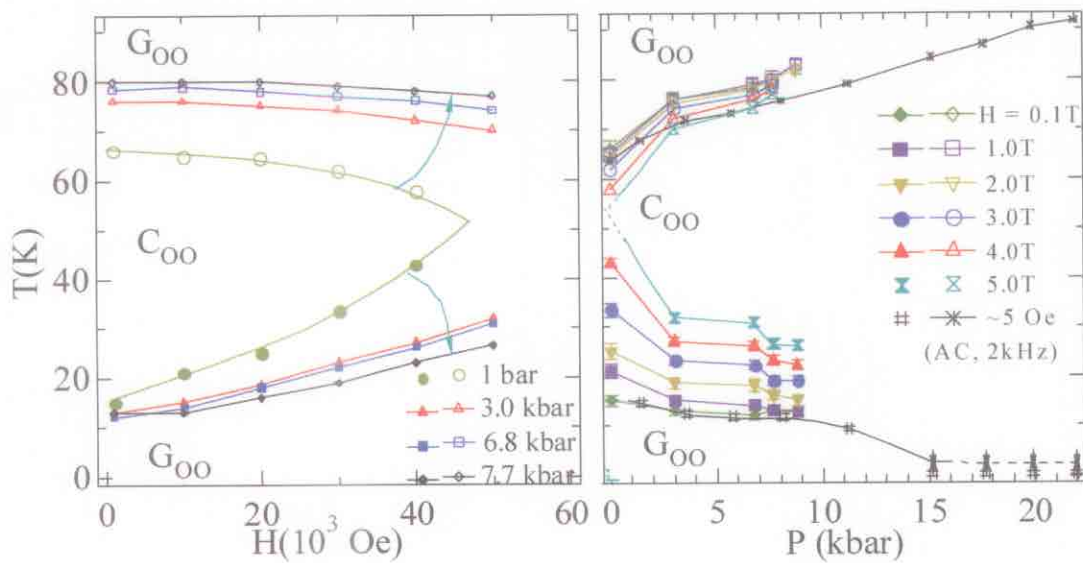 G_OO
C_OO
G_OO
T(K)
80
60
40
20
0
0
20
40
60
H(10^3 Oe)
1 bar
3.0 kbar
6.8 kbar
7.7 kbar
G_OO
C_OO
G_OO
0
5
10
15
20
P (kbar)
H = 0.1T
1.0T
2.0T
3.0T
4.0T
5.0T
~5 Oe
(AC, 2kHz)